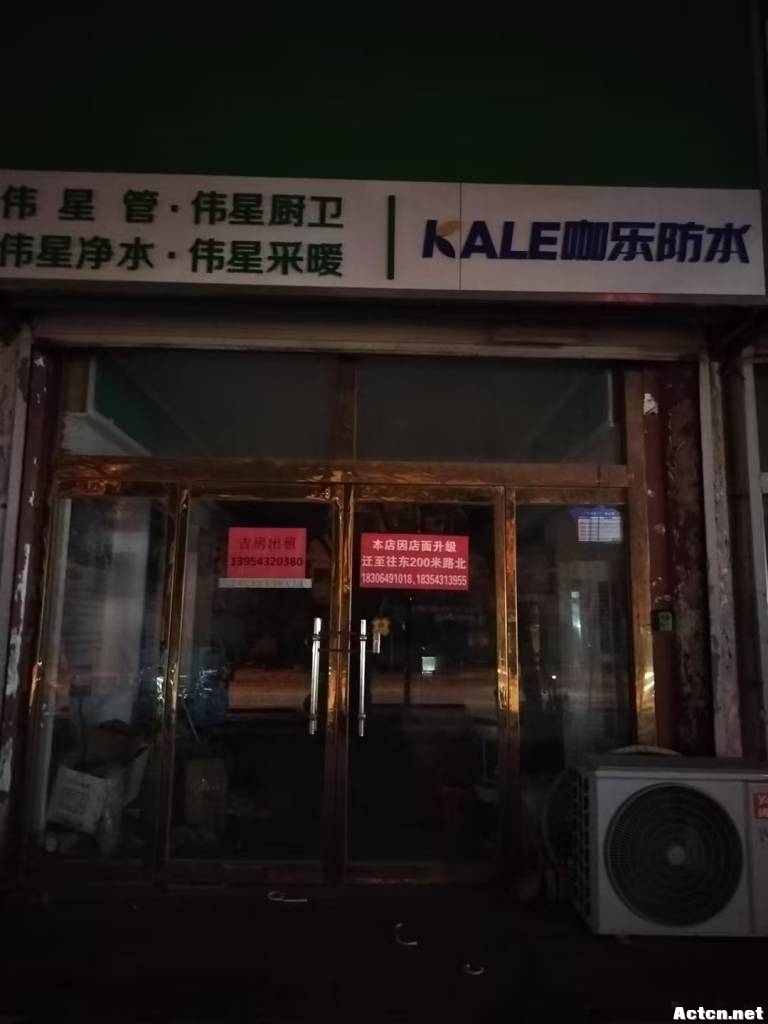 伟星管·伟星厨卫
伟星净水·伟星采暖
KALE咖乐防水
吉房出租
13954320380
本店因店面升级
迁至往东200米路北
18306491018,18354313955
Actcn.net